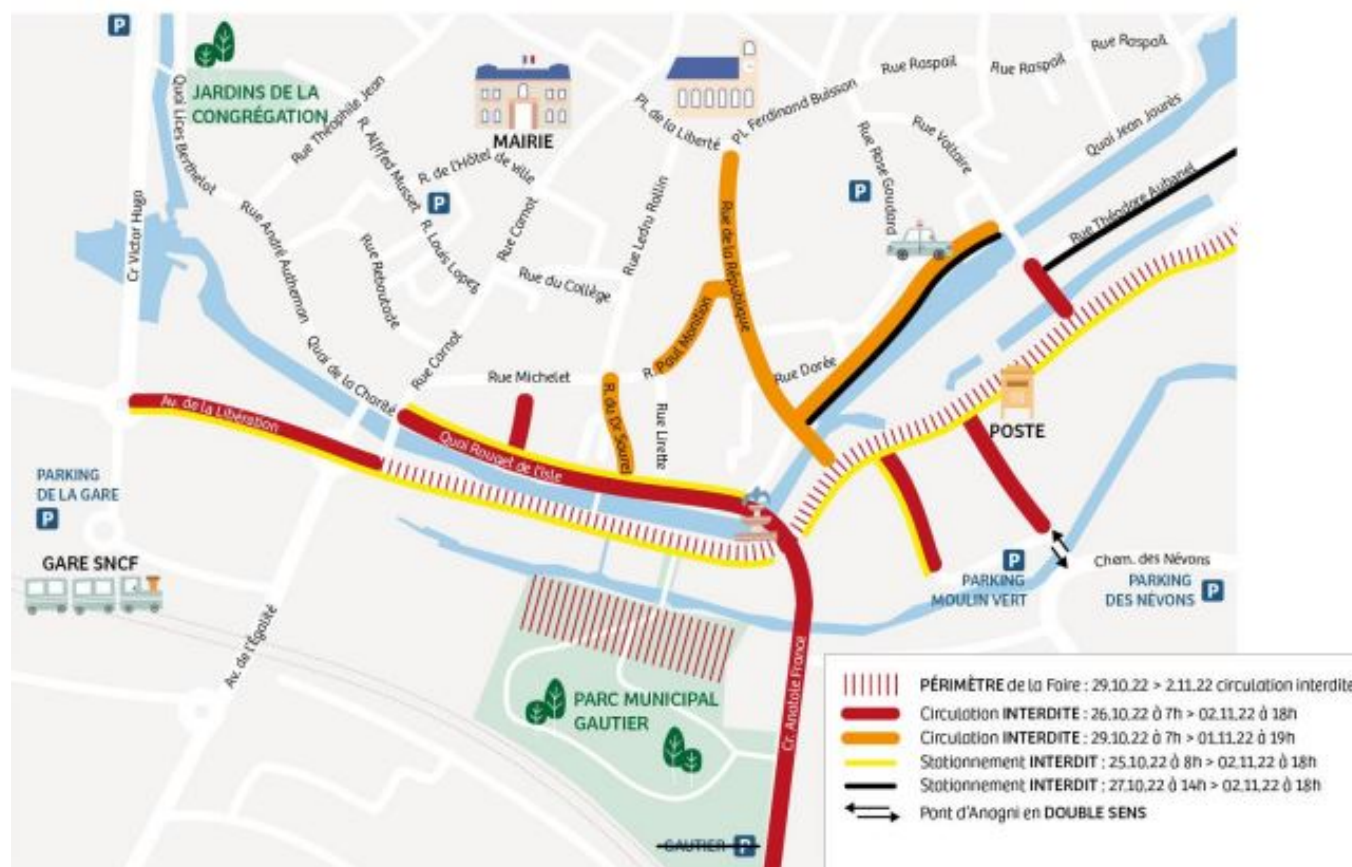 P
JARDINS DE LA
CONGRÉGATION
Quai Lices Berthelot
Cr Victor Hugo
Rue Théophile Jean
R. Alfred Musset
MAIRIE
R. de l'Hôtel de ville
P
Rue André Autheman
R. Louis Lopez
Rue Carnot
Rue du Collège
Rue Ledru Rollin
Pl. de la Liberté
Pl. Ferdinand Buisson
Rue Raspail
Rue Raspail
Rue Raspail
Rue Voltaire
Quai Jean Jaurès
Rue Rose Goudard
P
Rue Théodore Aubanel
Rue de la République
R. Paul Monition
Rue Dorée
Quai de la Charité
Rue Carnot
Rue Michelet
R. du Dr Sourel
Rue Lirette
Av. de la Libération
Quai Rouget de l'isle
POSTE
PARKING
DE LA GARE
P
GARE SNCF
Av. de l'Égalité
P
PARKING
MOULIN VERT
Chem. des Névons
PARKING
DES NÉVONS P
PARC MUNICIPAL
GAUTIER
Cr. Anatole France
GAUTIER P
PÉRIMÈTRE de la Foire : 29.10.22 > 2.11.22 circulation interdite
Circulation INTERDITE : 26.10.22 à 7h > 02.11.22 à 18h
Circulation INTERDITE : 29.10.22 à 7h > 01.11.22 à 19h
Stationnement INTERDIT : 25.10.22 à 8h > 02.11.22 à 18h
Stationnement INTERDIT : 27.10.22 à 14h > 02.11.22 à 18h
Pont d'Anagni en DOUBLE SENS